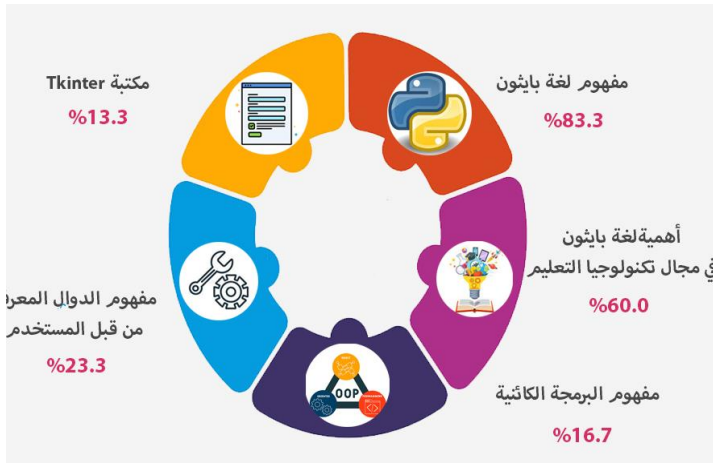 مفهوم لغة بايثون
%83.3
أهميةلغة بايثون
في مجال تكنولوجيا التعليم
%60.0
مفهوم البرمجة الكائنية
%16.7
مفهوم الدوال المعرف
من قبل المستخدم
%23.3
مكتبة Tkinter
%13.3
OOP